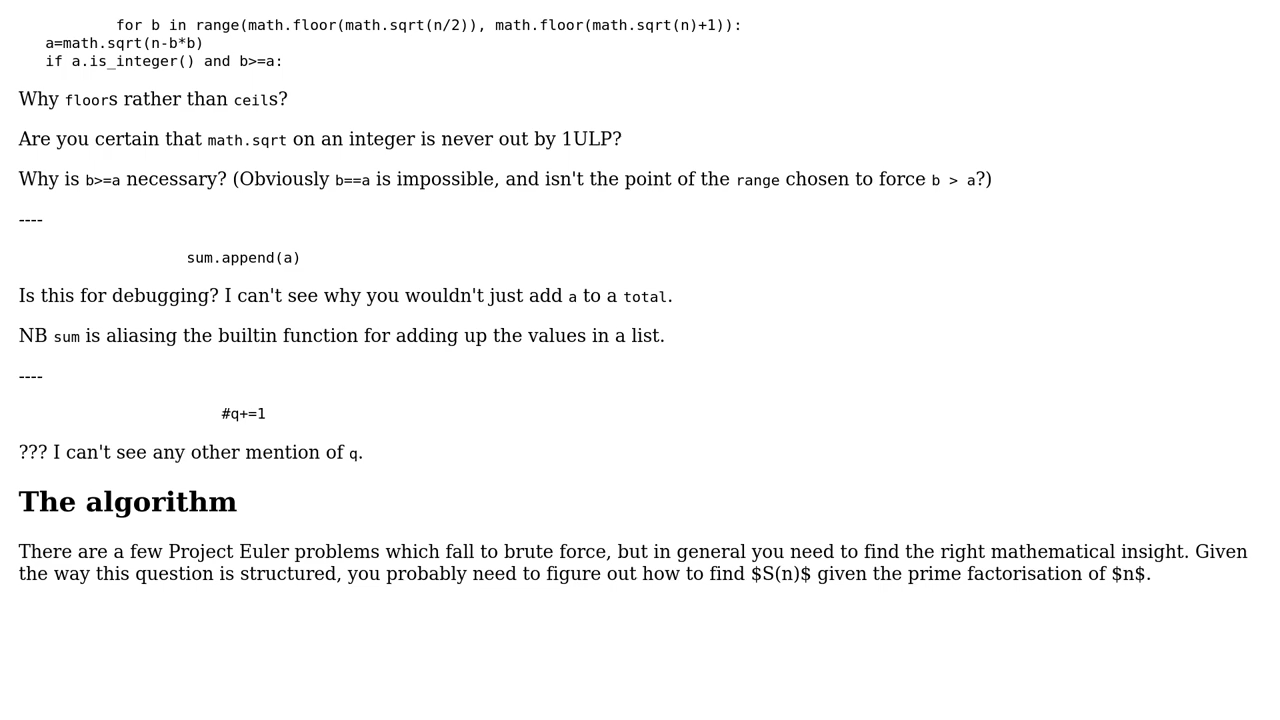 for b in range(math.floor(math.sqrt(n/2)), math.floor(math.sqrt(n)+1)):
a=math.sqrt(n-b*b)
if a.is_integer() and b>=a:
Why floors rather than ceils?
Are you certain that math.sqrt on an integer is never out by 1ULP?
Why is b>=a necessary? (Obviously b==a is impossible, and isn't the point of the range chosen to force b > a?)
----
sum.append(a)
Is this for debugging? I can't see why you wouldn't just add a to a total.
NB sum is aliasing the builtin function for adding up the values in a list.
----
#q+=1
??? I can't see any other mention of q.
The algorithm
There are a few Project Euler problems which fall to brute force, but in general you need to find the right mathematical insight. Given
the way this question is structured, you probably need to figure out how to find $S(n)$ given the prime factorisation of $n$.